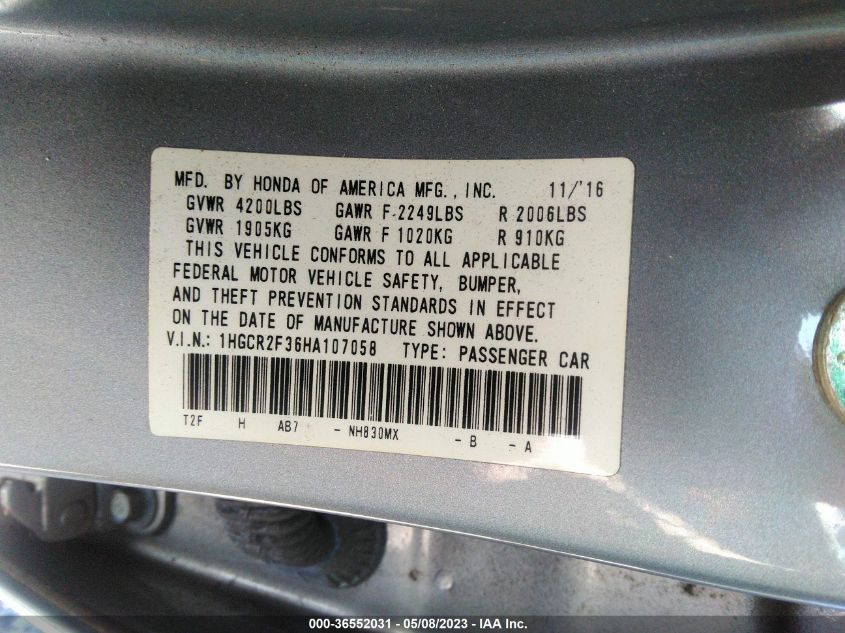 MFD. BY HONDA OF AMERICA MFG., INC. 11/'16
GVWR 4200LBS GAWR F 2249LBS R 2006LBS
GVWR 1905KG GAWR F 1020KG R 910KG
THIS VEHICLE CONFORMS TO ALL APPLICABLE
FEDERAL MOTOR VEHICLE SAFETY, BUMPER,
AND THEFT PREVENTION STANDARDS IN EFFECT
ON THE DATE OF MANUFACTURE SHOWN ABOVE.
V.I.N.: 1HGCR2F36HA107058 TYPE: PASSENGER CAR
T2F H AB7 - NH830MX - B - A
000-36552031 - 05/08/2023 - IAA Inc.